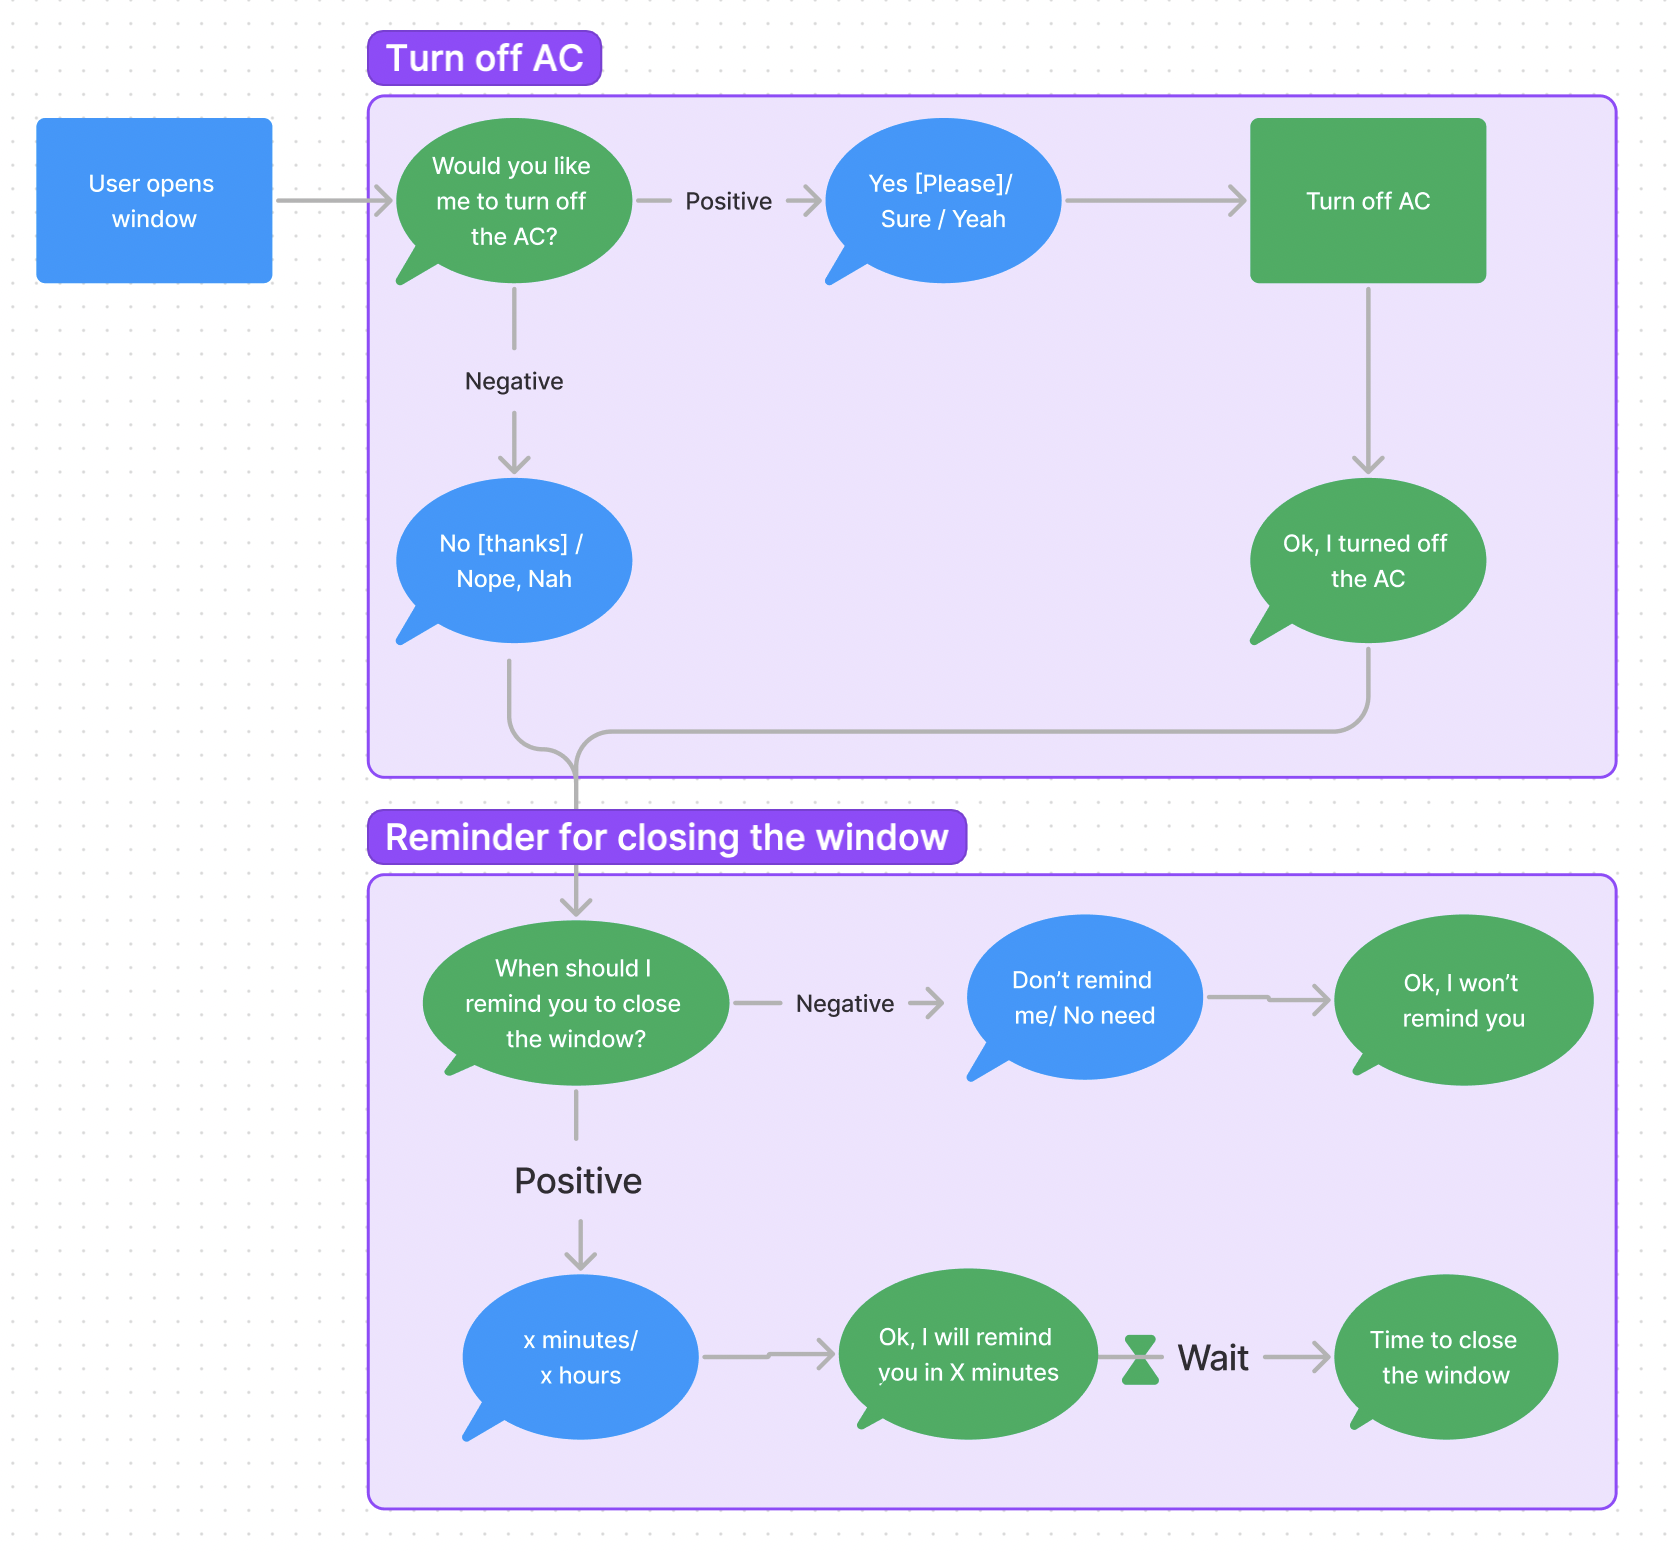 Turn off AC
User opens
window
Would you like
me to turn off
the AC?
Positive
Yes [Please]/
Sure / Yeah
Turn off AC
Negative
No [thanks] /
Nope, Nah
Ok, I turned off
the AC
Reminder for closing the window
When should I
remind you to close
the window?
Negative
Don’t remind
me/ No need
Ok, I won’t
remind you
Positive
x minutes/
x hours
Ok, I will remind
you in X minutes
Wait
Time to close
the window